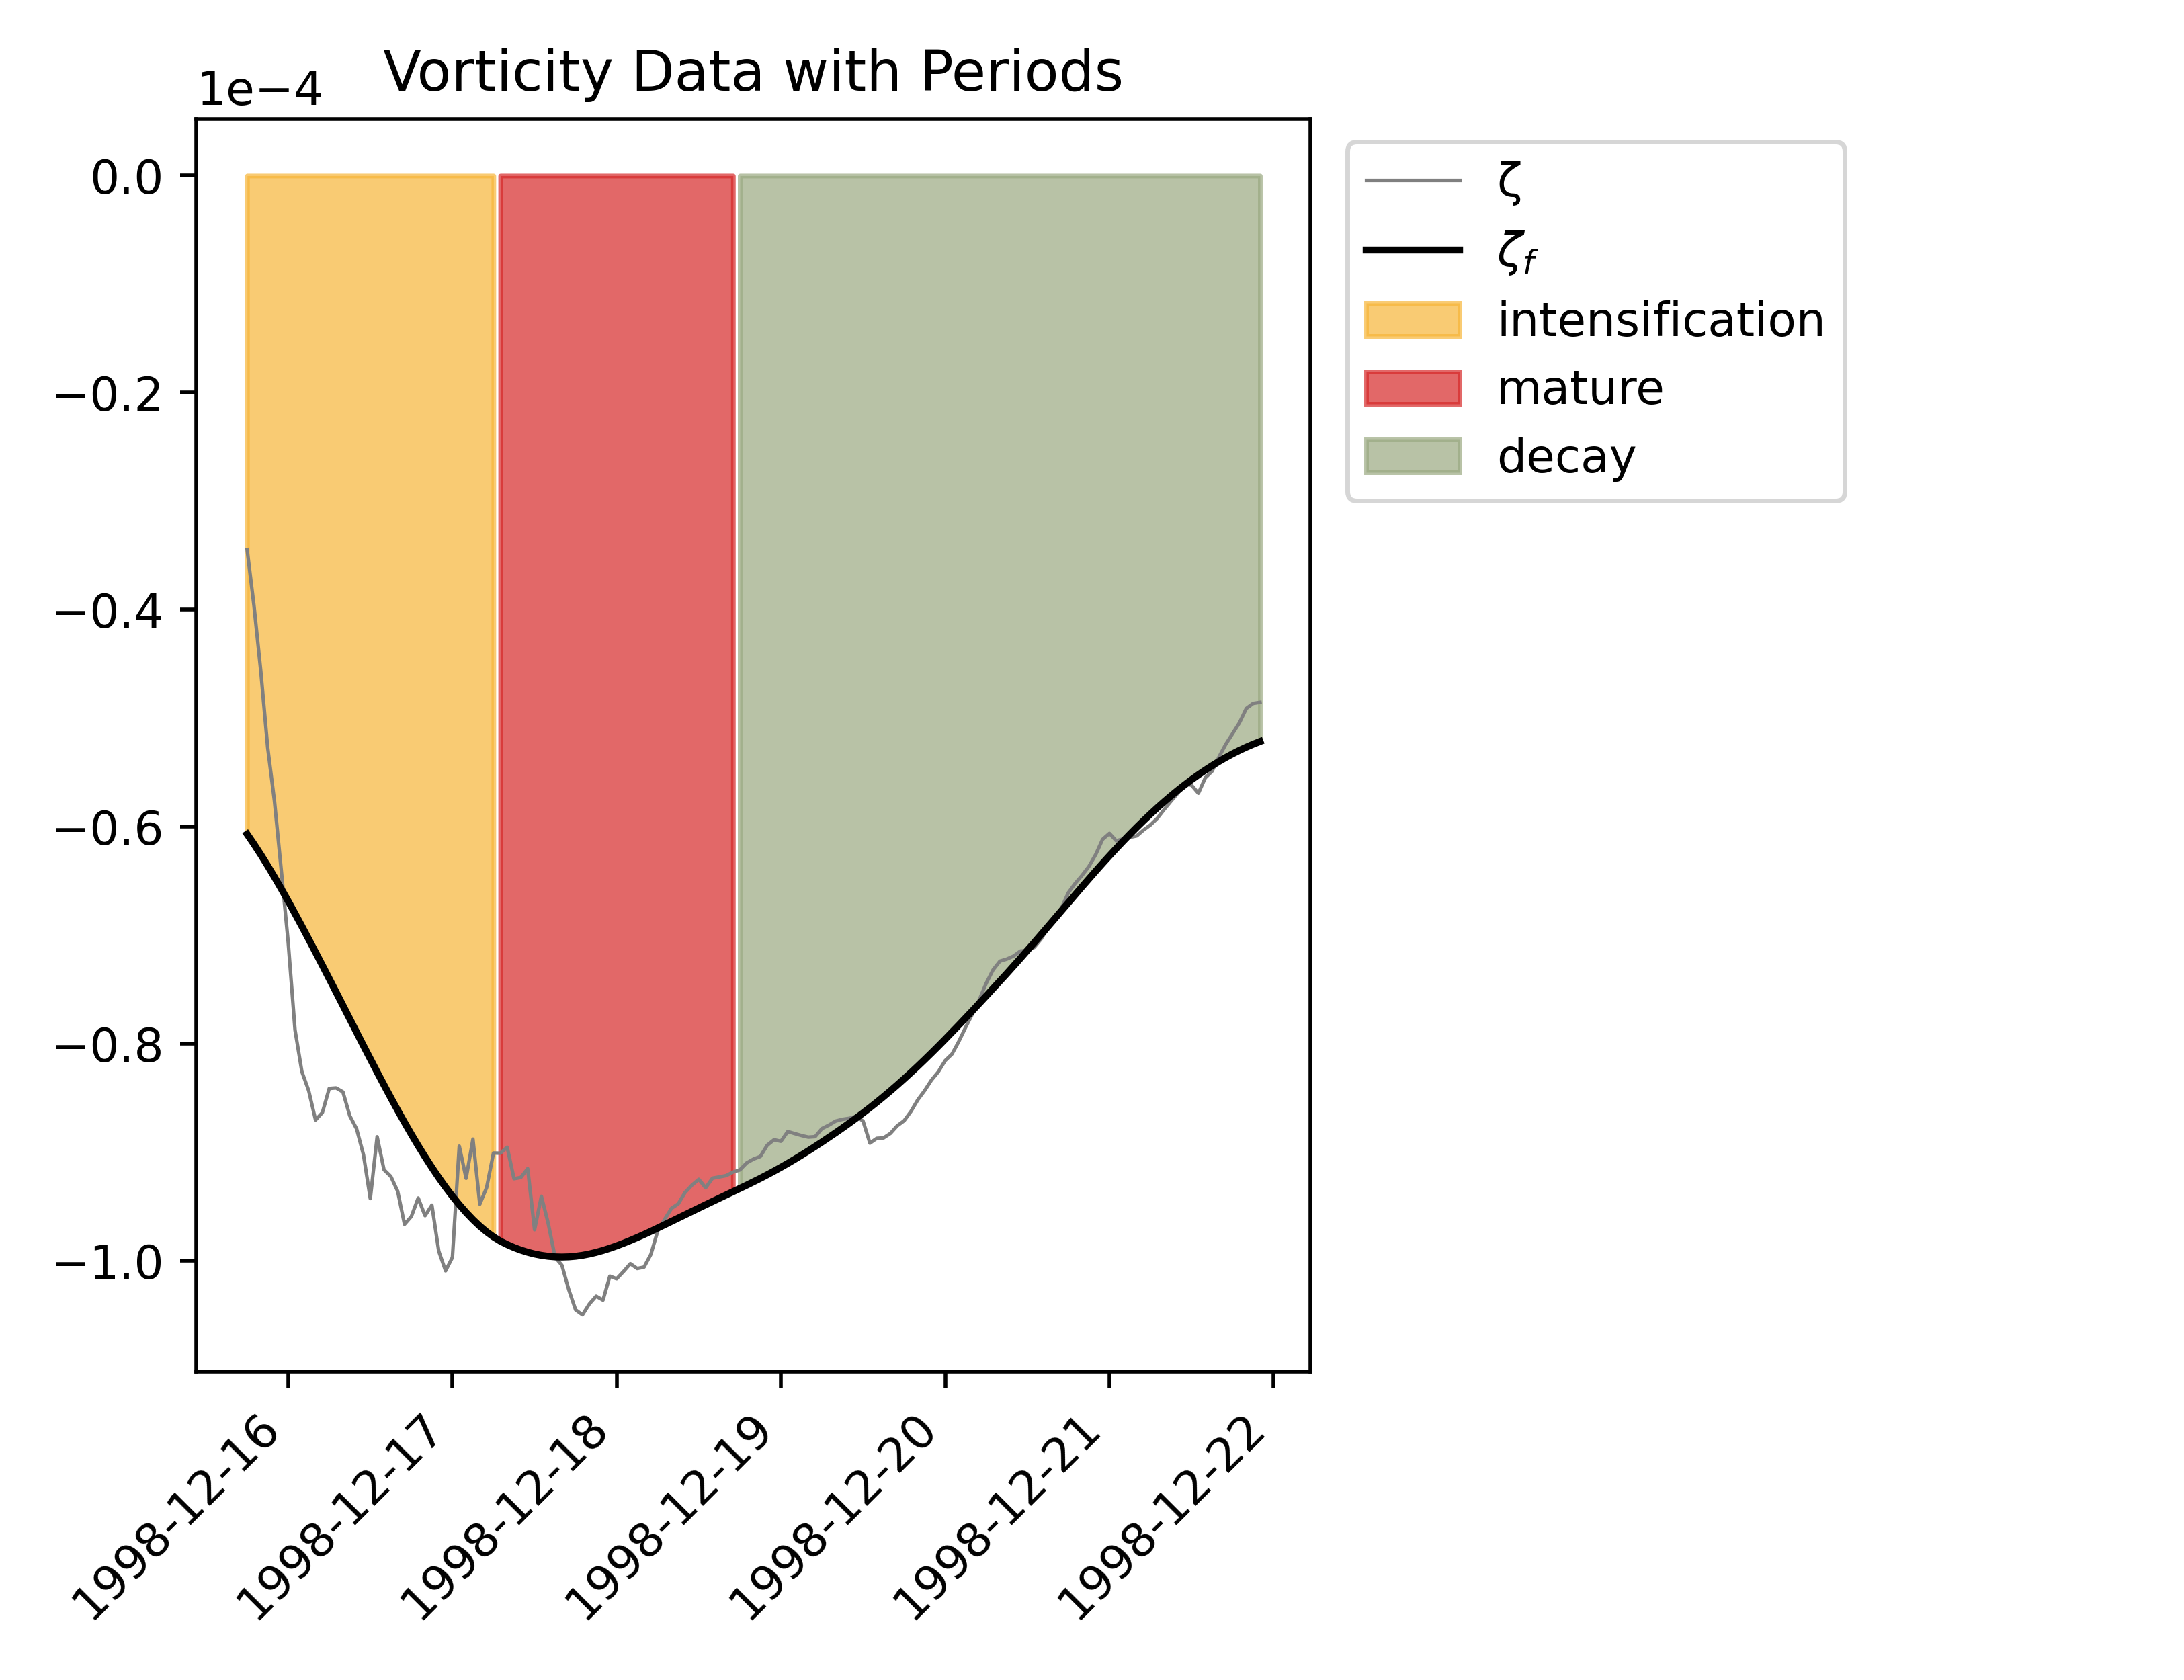 Vorticity Data with Periods
1e−4
0.0
−0.2
−0.4
−0.6
−0.8
−1.0
1998-12-16
1998-12-17
1998-12-18
1998-12-19
1998-12-20
1998-12-21
1998-12-22
ζ
ζf
intensification
mature
decay